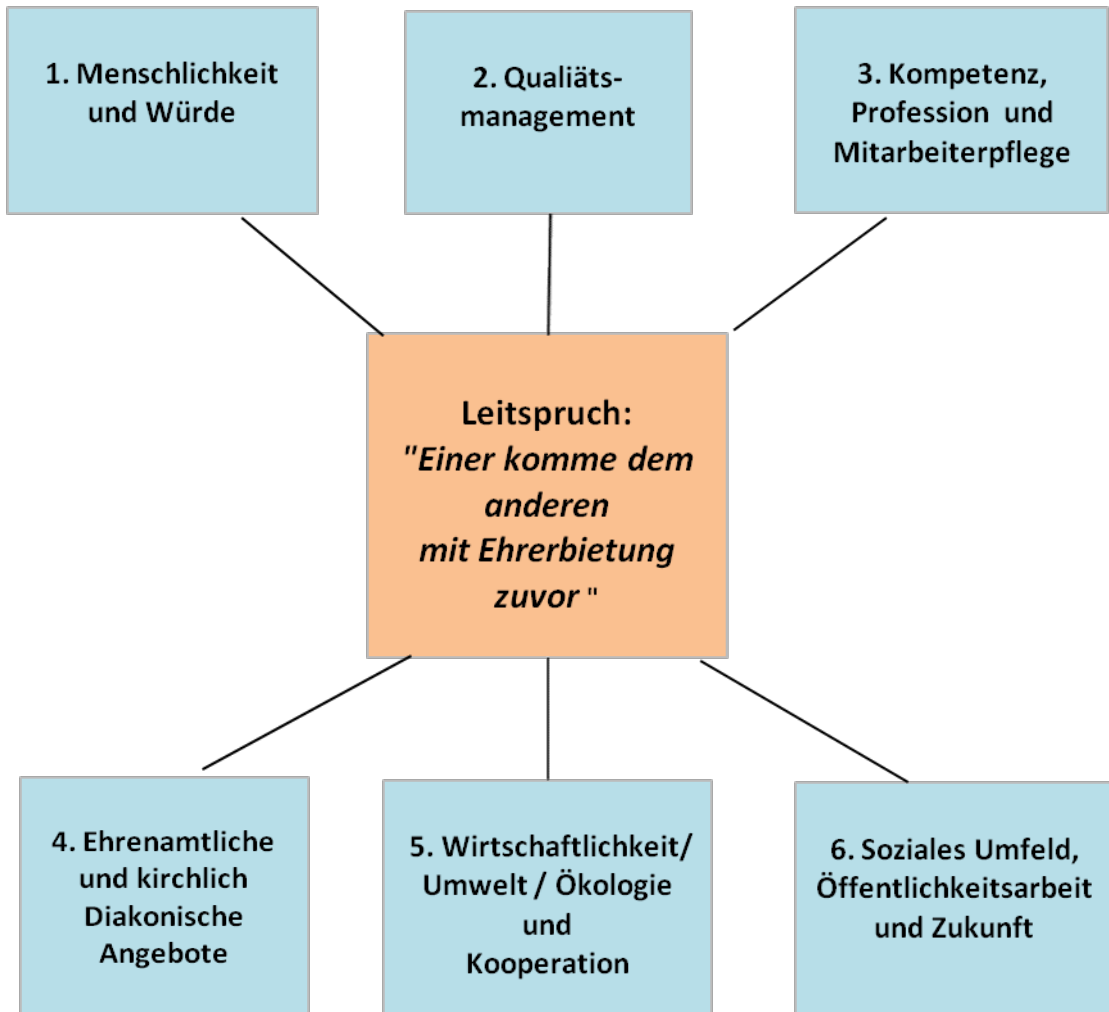 1. Menschlichkeit
und Würde
2. Qualiäts-
management
3. Kompetenz,
Profession und
Mitarbeiterpflege
Leitspruch:
"Einer komme dem
anderen
mit Ehrerbietung
zuvor "
4. Ehrenamtliche
und kirchlich
Diakonische
Angebote
5. Wirtschaftlichkeit/
Umwelt / Ökologie
und
Kooperation
6. Soziales Umfeld,
Öffentlichkeitsarbeit
und Zukunft